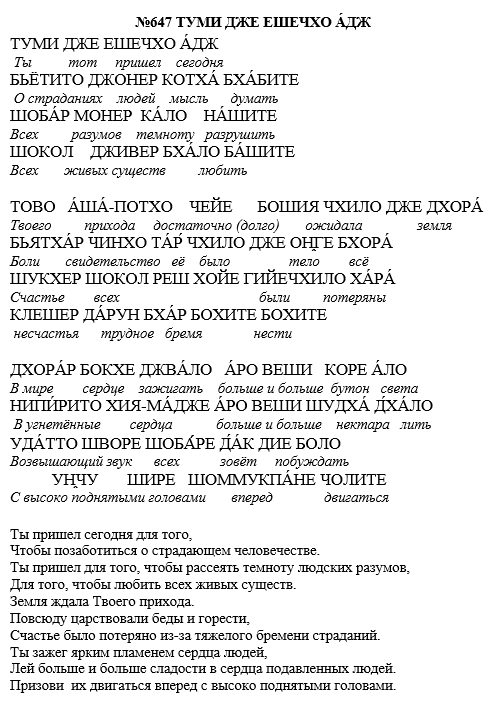 №647 ТУМИ ДЖЕ ЕШЕЧХО А́ДЖ
ТУМИ ДЖЕ ЕШЕЧХО А́ДЖ
Ты тот пришел сегодня
БЬЁТИТО ДЖОНЕР КОТХА́ БХА́БИТЕ
О страданиях людей мысль думать
ШОБА́Р МОНЕР КА́ЛО НА́ШИТЕ
Всех разумов темноту разрушить
ШОКОЛ ДЖИВЕР БХА́ЛО БА́ШИТЕ
Всех живых существ любить
ТОВО А́ША́-ПОТХО ЧЕЙЕ БОШИЯ ЧХИЛО ДЖЕ ДХОРА́
Твоего прихода достаточно (долго) ожидала земля
БЬЯТХА́Р ЧИНХО ТА́Р ЧХИЛО ДЖЕ ОН̣ГЕ БХОРА́
Боли свидетельство её было тело всё
ШУКХЕР ШОКОЛ РЕШ ХОЙЕ ГИЙЕЧХИЛО ХА́РА́
Счастье всех были потеряны
КЛЕШЕР ДА́РУН БХА́Р БОХИТЕ БОХИТЕ
несчастья трудное бремя нести
ДХОРА́Р БОКХЕ ДЖВА́ЛО А́РО ВЕШИ КОРЕ А́ЛО
В мире сердце зажигать больше и больше бутон света
НИПИ́РИТО ХИЯ-МА́ДЖЕ А́РО ВЕШИ ШУДХА́ Д́ХА́ЛО
В угнетённые сердца больше и больше нектара лить
УДА́ТТО ШВОРЕ ШОБА́РЕ Д́А́К ДИЕ БОЛО
Возвышающий звук всех зовёт побуждать
УН̣ЧУ ШИРЕ ШОММУКПА́НЕ ЧОЛИТЕ
С высоко поднятыми головами вперед двигаться
Ты пришел сегодня для того,
Чтобы позаботиться о страдающем человечестве.
Ты пришел для того, чтобы рассеять темноту людских разумов,
Для того, чтобы любить всех живых существ.
Земля ждала Твоего прихода.
Повсюду царствовали беды и горести,
Счастье было потеряно из-за тяжелого бремени страданий.
Ты зажег ярким пламенем сердца людей,
Лей больше и больше сладости в сердца подавленных людей.
Призови их двигаться вперед с высоко поднятыми головами.